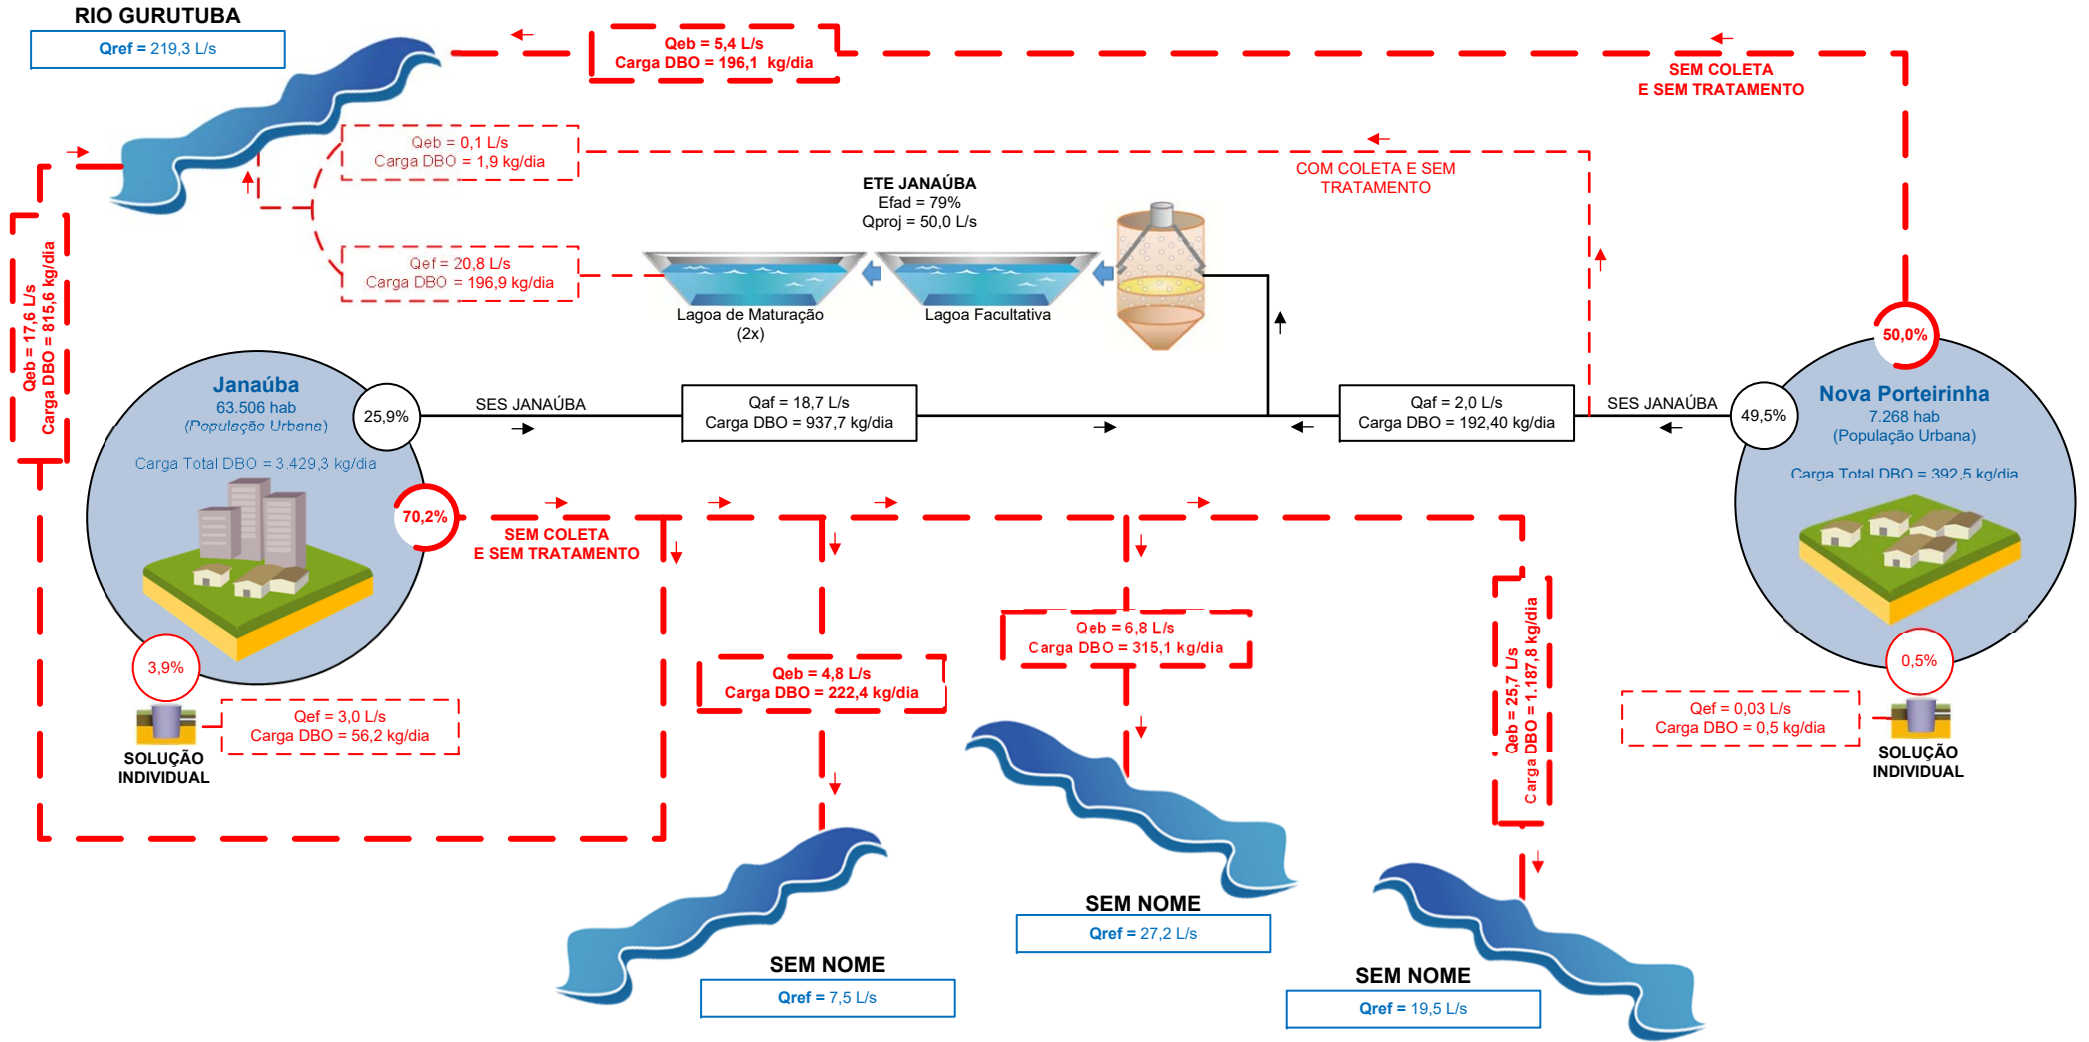 RIO GURUTUBA
Qref = 219,3 L/s
Qeb = 5,4 L/s
Carga DBO = 196,1 kg/dia
SEM COLETA
E SEM TRATAMENTO
Qeb = 0,1 L/s
Carga DBO = 1,9 kg/dia
COM COLETA E SEM
TRATAMENTO
ETE JANAÚBA
Efad = 79%
Qproj = 50,0 L/s
Qef = 20,8 L/s
Carga DBO = 196,9 kg/dia
Lagoa de Maturação
(2x)
Lagoa Facultativa
Qeb = 17,6 L/s
Carga DBO = 815,6 kg/dia
50,0%
Janaúba
63.506 hab
(População Urbana)
Carga Total DBO = 3.429,3 kg/dia
25,9%
SES JANAÚBA
Qaf = 18,7 L/s
Carga DBO = 937,7 kg/dia
Qaf = 2,0 L/s
Carga DBO = 192,40 kg/dia
SES JANAÚBA
49,5%
Nova Porteirinha
7.268 hab
(População Urbana)
Carga Total DBO = 392,5 kg/dia
70,2%
SEM COLETA
E SEM TRATAMENTO
3,9%
Qef = 3,0 L/s
Carga DBO = 56,2 kg/dia
SOLUÇÃO
INDIVIDUAL
Qeb = 4,8 L/s
Carga DBO = 222,4 kg/dia
Qeb = 6,8 L/s
Carga DBO = 315,1 kg/dia
Qeb = 25,7 L/s
Carga DBO = 1.187,8 kg/dia
0,5%
Qef = 0,03 L/s
Carga DBO = 0,5 kg/dia
SOLUÇÃO
INDIVIDUAL
SEM NOME
Qref = 7,5 L/s
SEM NOME
Qref = 27,2 L/s
SEM NOME
Qref = 19,5 L/s